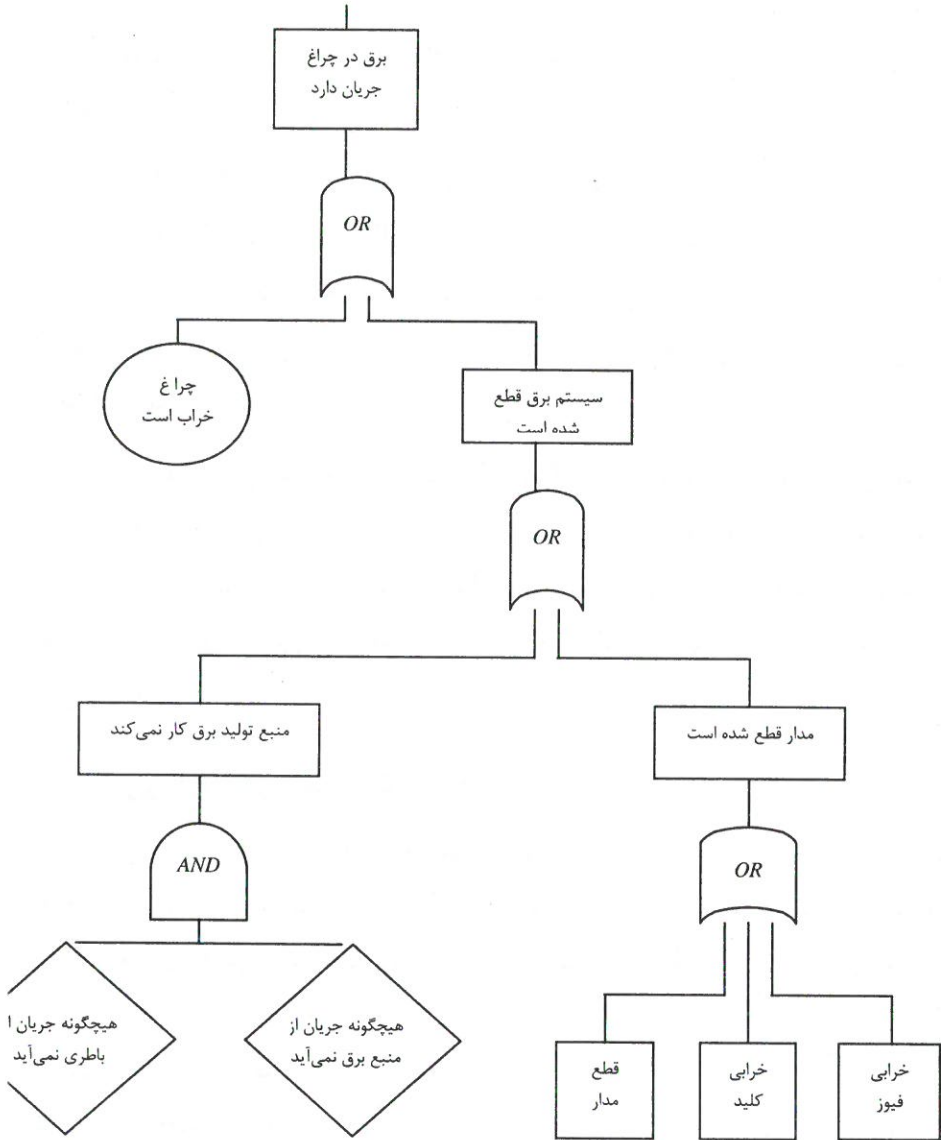 برق در چراغ
جریان دارد
OR
چراغ
خراب است
سیستم برق قطع
شده است
OR
منبع تولید برق کار نمی‌کند
مدار قطع شده است
AND
OR
هیچگونه جریان ا
باطری نمی‌آید
هیچگونه جریان از
منبع برق نمی‌آید
قطع
مدار
خرابی
کلید
خرابی
فیوز